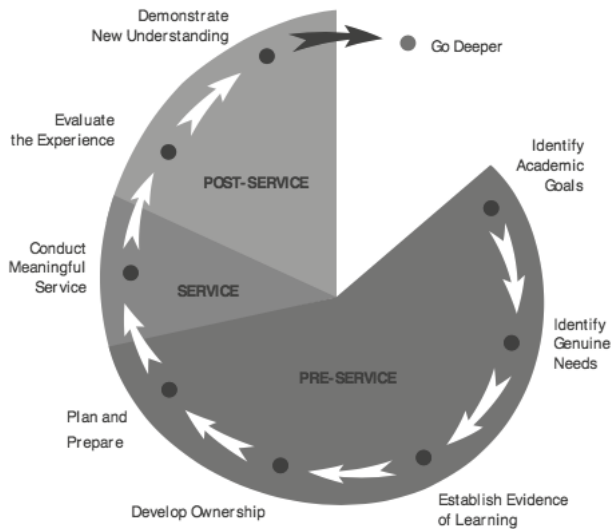 Demonstrate
New Understanding
Go Deeper
Evaluate
the Experience
Identify
Academic
Goals
POST-SERVICE
Conduct
Meaningful
Service
SERVICE
Identify
Genuine
Needs
PRE-SERVICE
Plan and
Prepare
Develop Ownership
Establish Evidence
of Learning